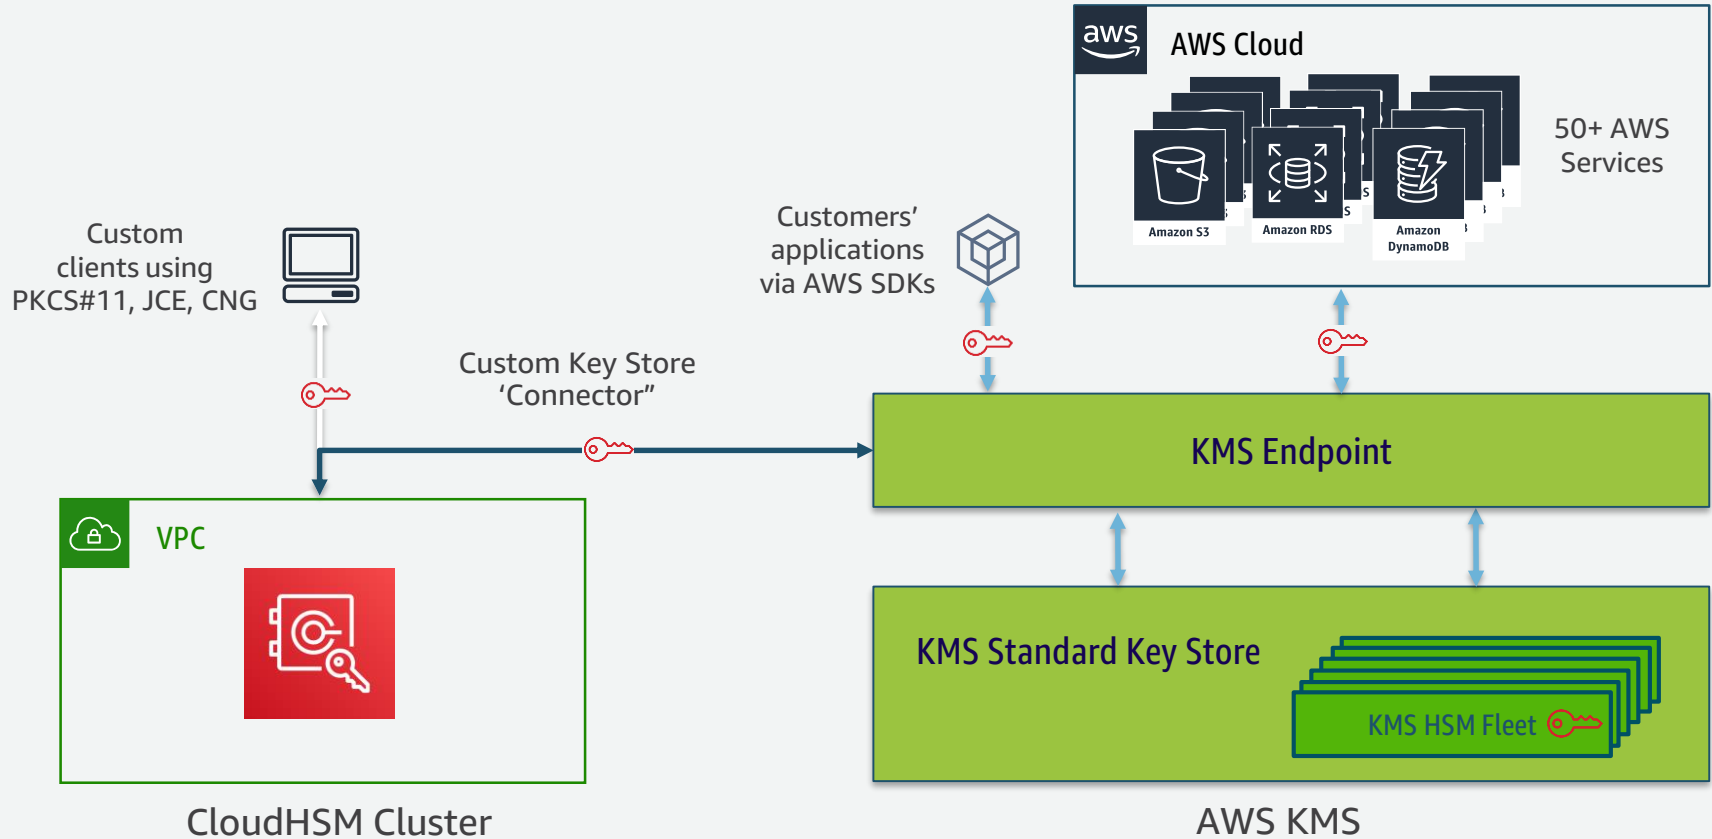 aws
AWS Cloud
50+ AWS
Services
Amazon S3
Amazon RDS
Amazon
DynamoDB
S
S
S
B
B
B
Custom
clients using
PKCS#11, JCE, CNG
Customers’
applications
via AWS SDKs
Custom Key Store
‘Connector”
KMS Endpoint
VPC
KMS Standard Key Store
KMS HSM Fleet
CloudHSM Cluster
AWS KMS